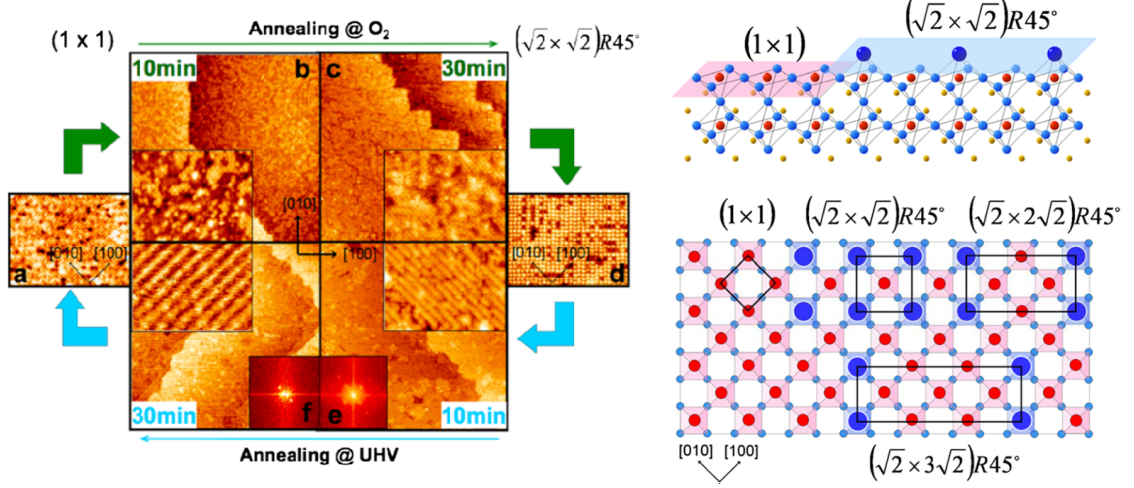 Annealing @ O₂
(1 x 1)
(√2 × √2)R45°
10min
b
c
30min
[010]
[100]
[010]
[100]
a
[010]
[100]
d
30min
f
e
10min
Annealing @ UHV
(√2 × √2)R45°
(1×1)
(1×1)
(√2 × √2)R45°
(√2 × 2√2)R45°
[010]
[100]
(√2 × 3√2)R45°